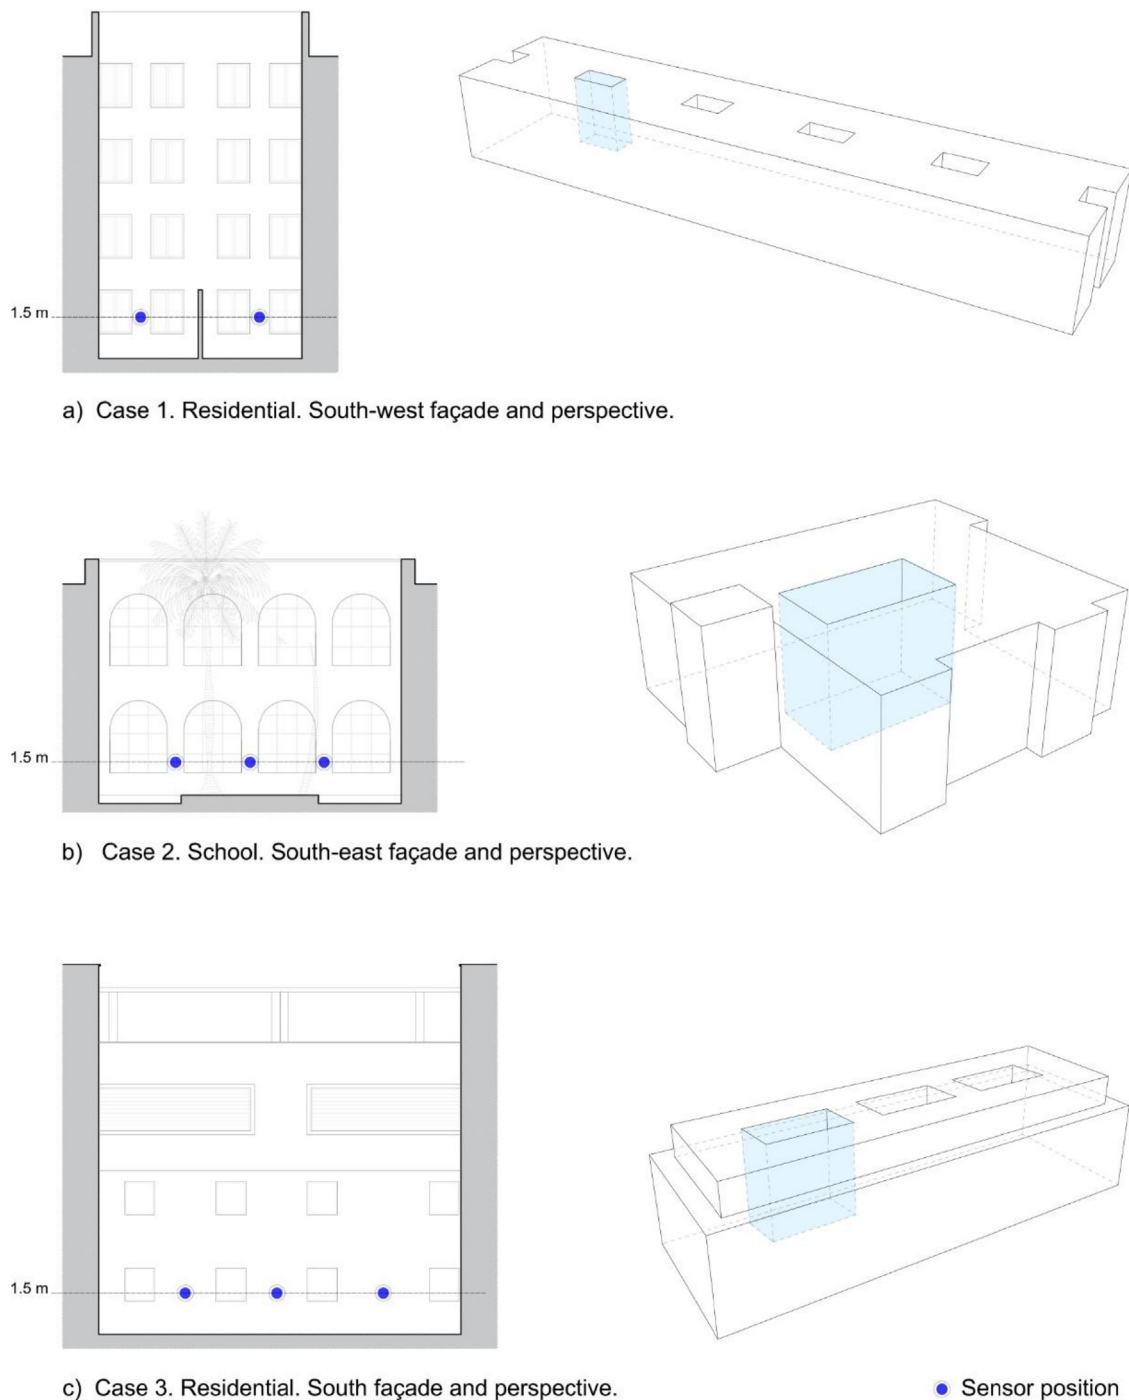 1.5 m
a) Case 1. Residential. South-west façade and perspective.
1.5 m
b) Case 2. School. South-east façade and perspective.
1.5 m
c) Case 3. Residential. South façade and perspective.
Sensor position